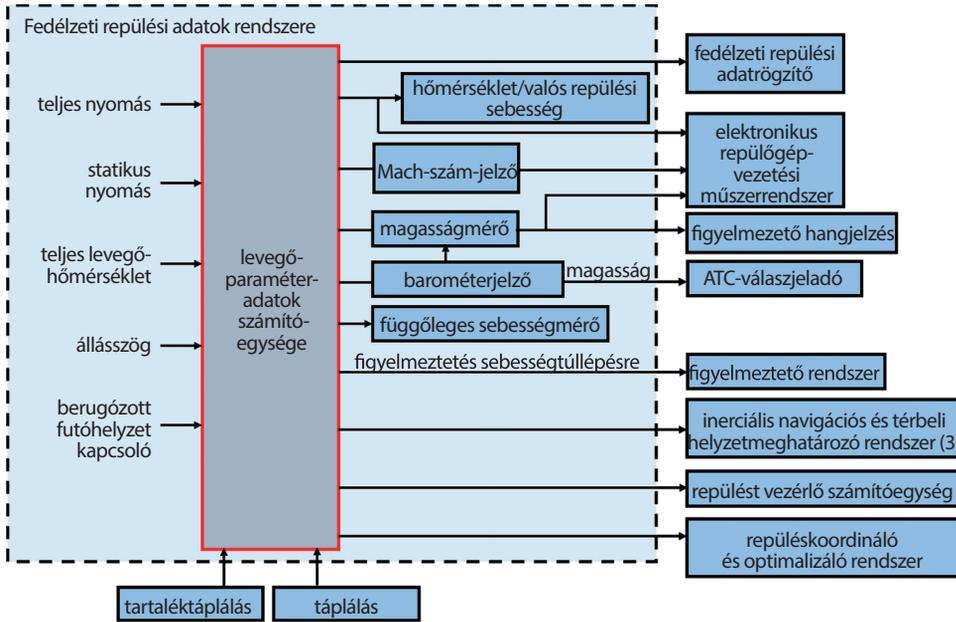 Fedélzeti repülési adatok rendszere
teljes nyomás
statikus
nyomás
teljes levegő-
hőmérséklet
állásszög
berugózott
futóhelyzet
kapcsoló
levegő-
paraméter-
adatok
számító-
egysége
hőmérséklet/valós repülési
sebesség
Mach-szám-jelző
magasságmérő
barométerjelző
magasság
függőleges sebességmérő
figyelmeztetés sebességtúllépésre
fedélzeti repülési
adatrögzítő
elektronikus
repülőgép-
vezetési
műszerrendszer
figyelmezető hangjelzés
ATC-válaszjeladó
figyelmeztető rendszer
inerciális navigációs és térbeli
helyzetmeghatározó rendszer (3
repülést vezérlő számítóegység
repüléskoordináló
és optimalizáló rendszer
tartaléktáplálás
táplálás